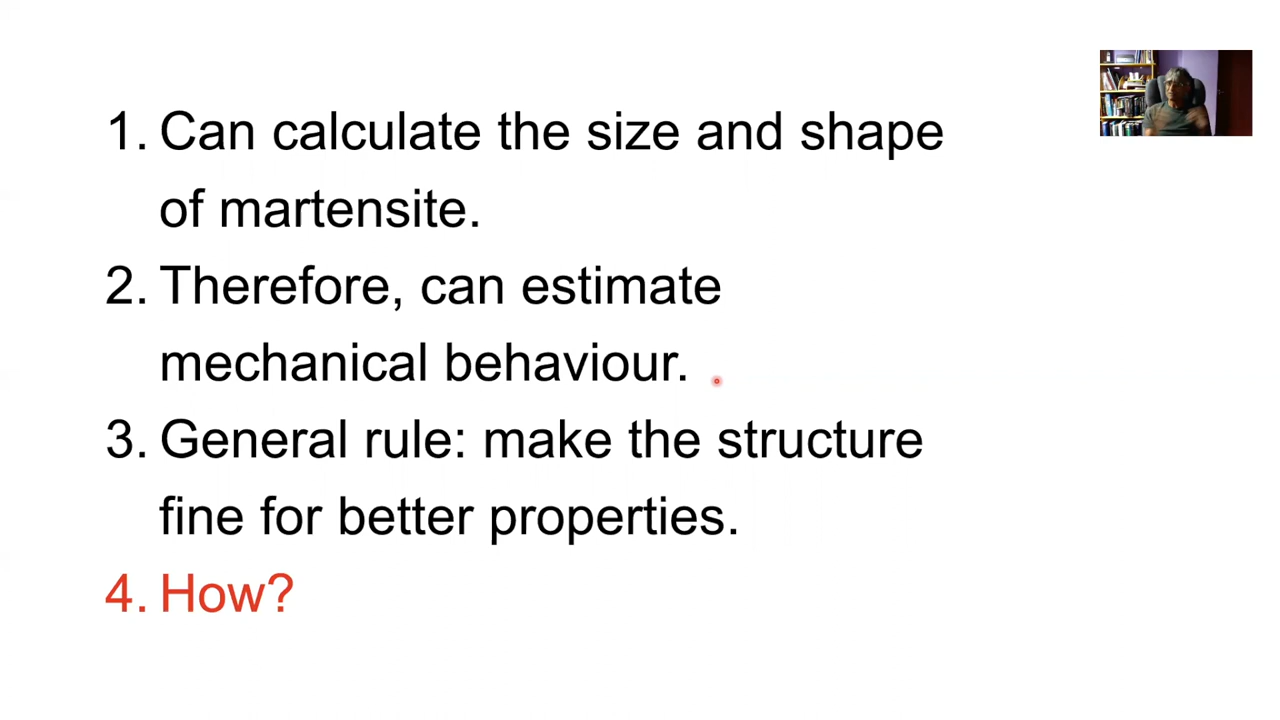 1. Can calculate the size and shape
of martensite.
2. Therefore, can estimate
mechanical behaviour.
3. General rule: make the structure
fine for better properties.
4. How?